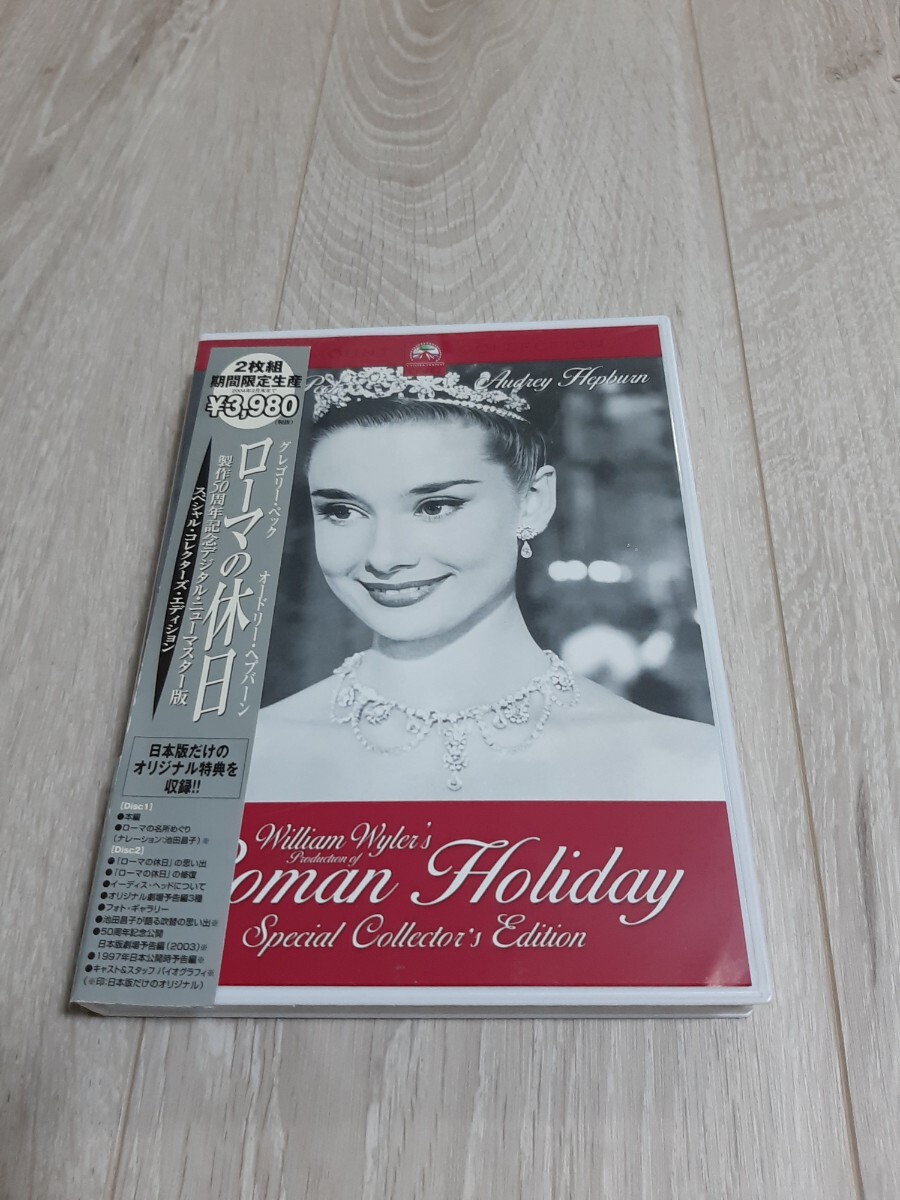 2枚組
期間限定生産
¥3,980
(税抜)
グレゴリー・ペック
オードリー・ヘプバーン
ローマの休日
製作50周年記念デジタル・ニューマスター版
スペシャル・コレクターズ・エディション
日本版だけの
オリジナル特典を
収録!!
[Disc1]
●本編
●ローマの名所めぐり
(ナレーション:池田昌子)※
[Disc2]
●「ローマの休日」の思い出
●「ローマの休日」の修復
●イーディス・ヘッドについて
●オリジナル劇場予告編3種
●フォト・ギャラリー
●池田昌子が語る吹替の思い出※
●50周年記念公開
日本版劇場予告編(2003)※
●1997年日本公開時予告編※
●キャスト&スタッフ バイオグラフィ※
(※印:日本版だけのオリジナル)
Audrey Hepburn
William Wyler's
Production of
oman Holiday
Special Collector's Edition